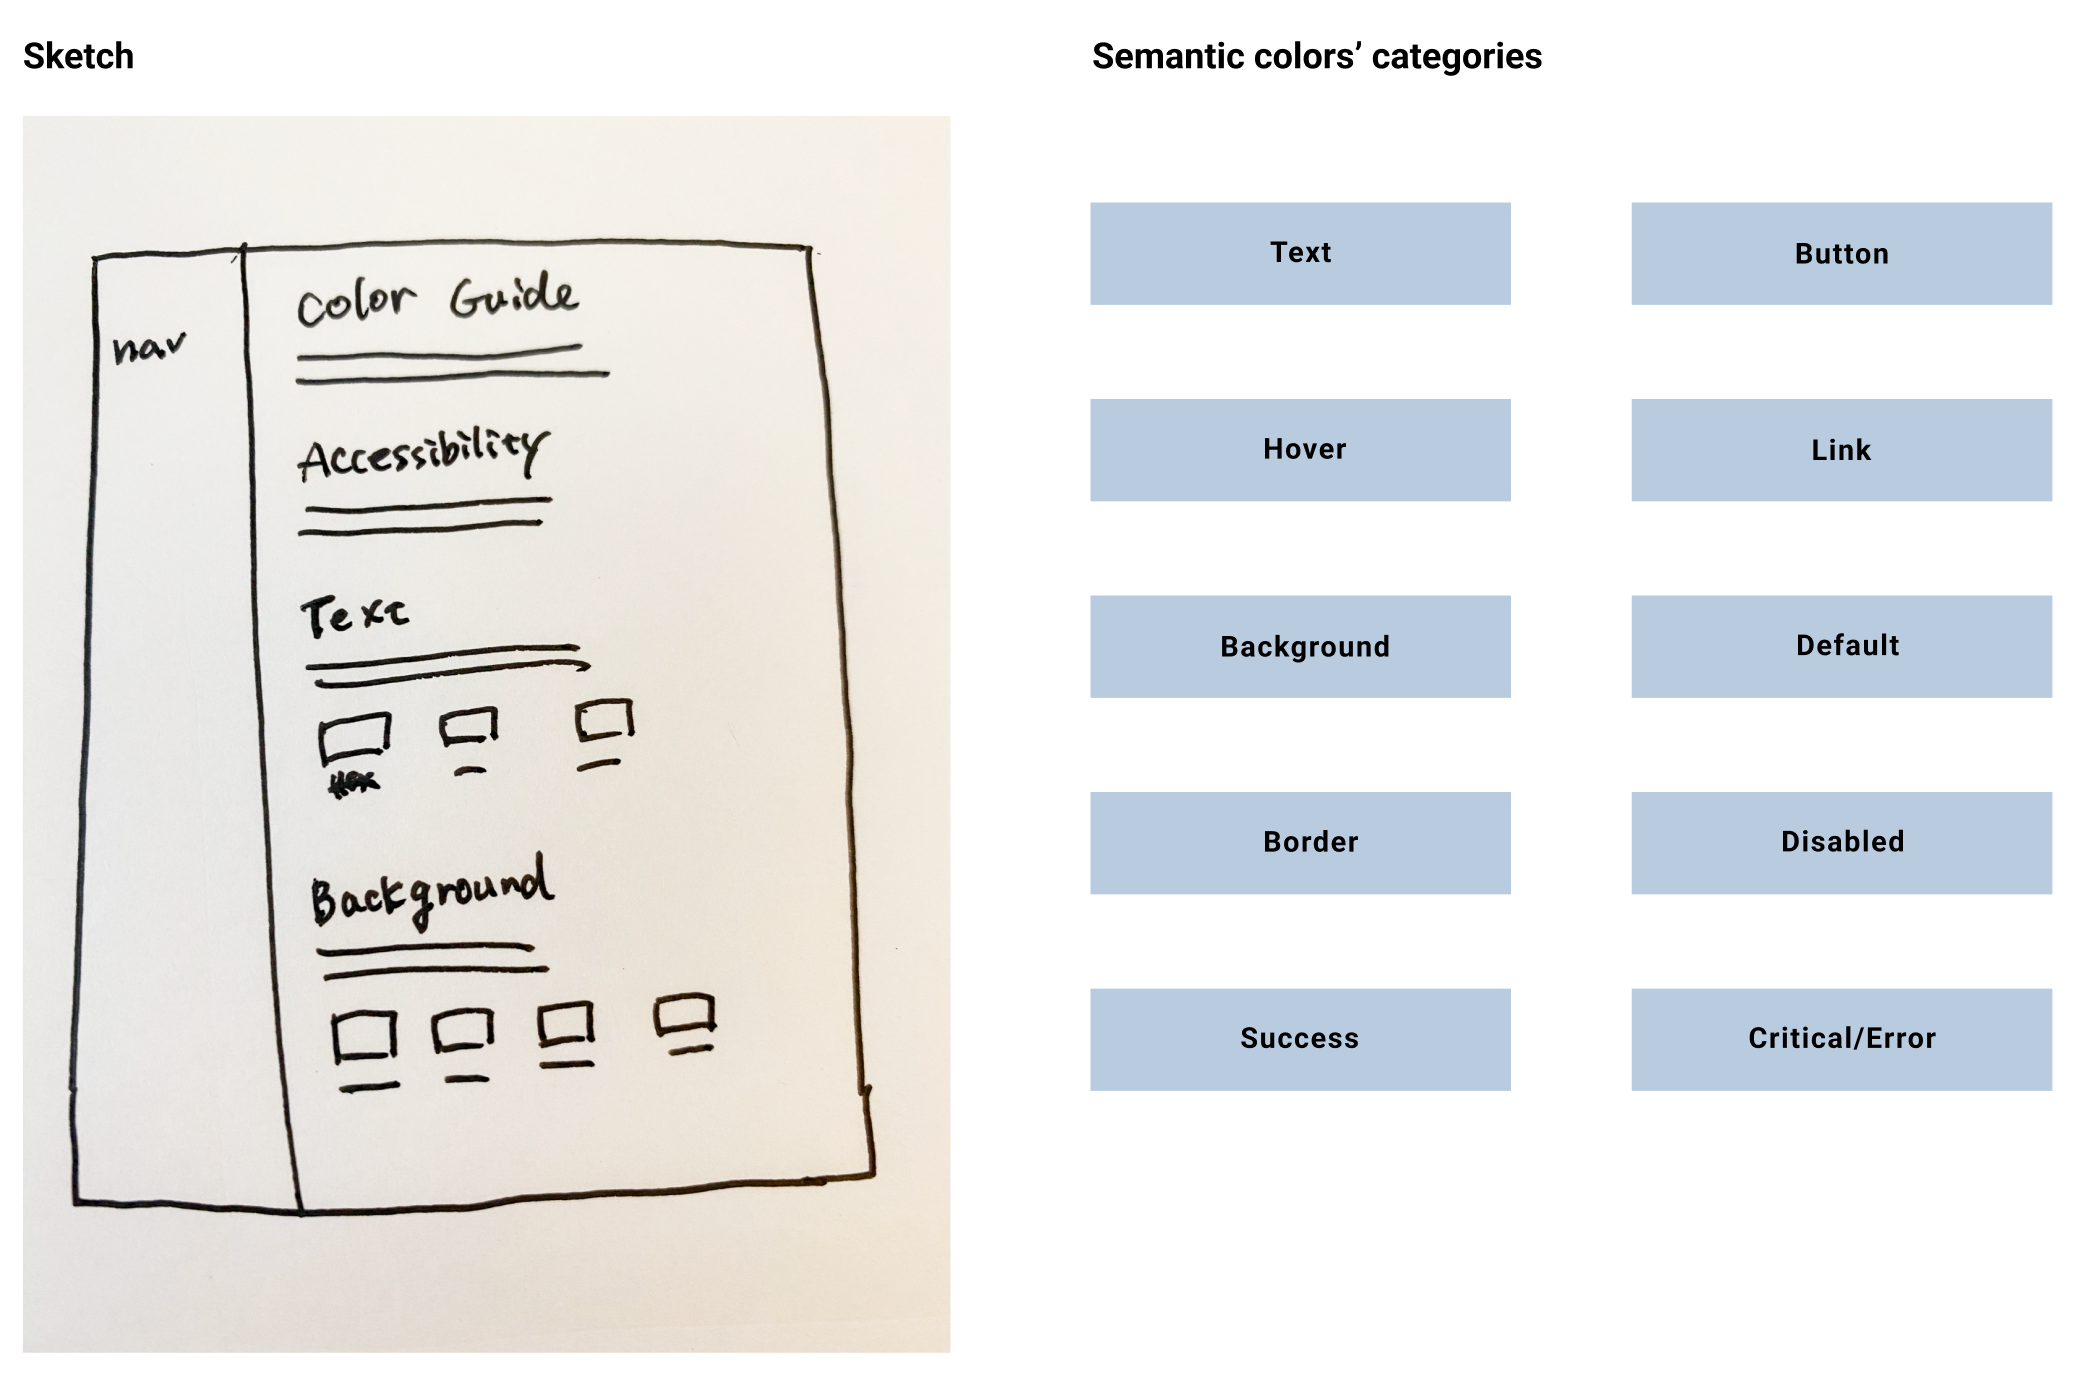 Sketch
Semantic colors’ categories
nav
Color Guide
Accessibility
Text
Hex
Background
Text
Button
Hover
Link
Background
Default
Border
Disabled
Success
Critical/Error